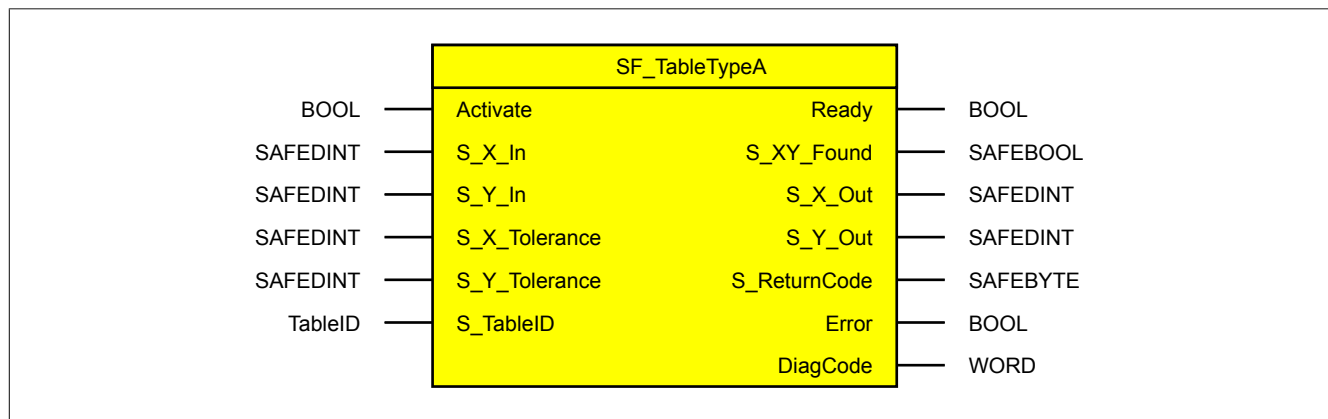 SF_TableTypeA
BOOL Activate Ready BOOL
SAFEDINT S_X_In S_XY_Found SAFEBOOL
SAFEDINT S_Y_In S_X_Out SAFEDINT
SAFEDINT S_X_Tolerance S_Y_Out SAFEDINT
SAFEDINT S_Y_Tolerance S_ReturnCode SAFEBYTE
TableID S_TableID Error BOOL
DiagCode WORD